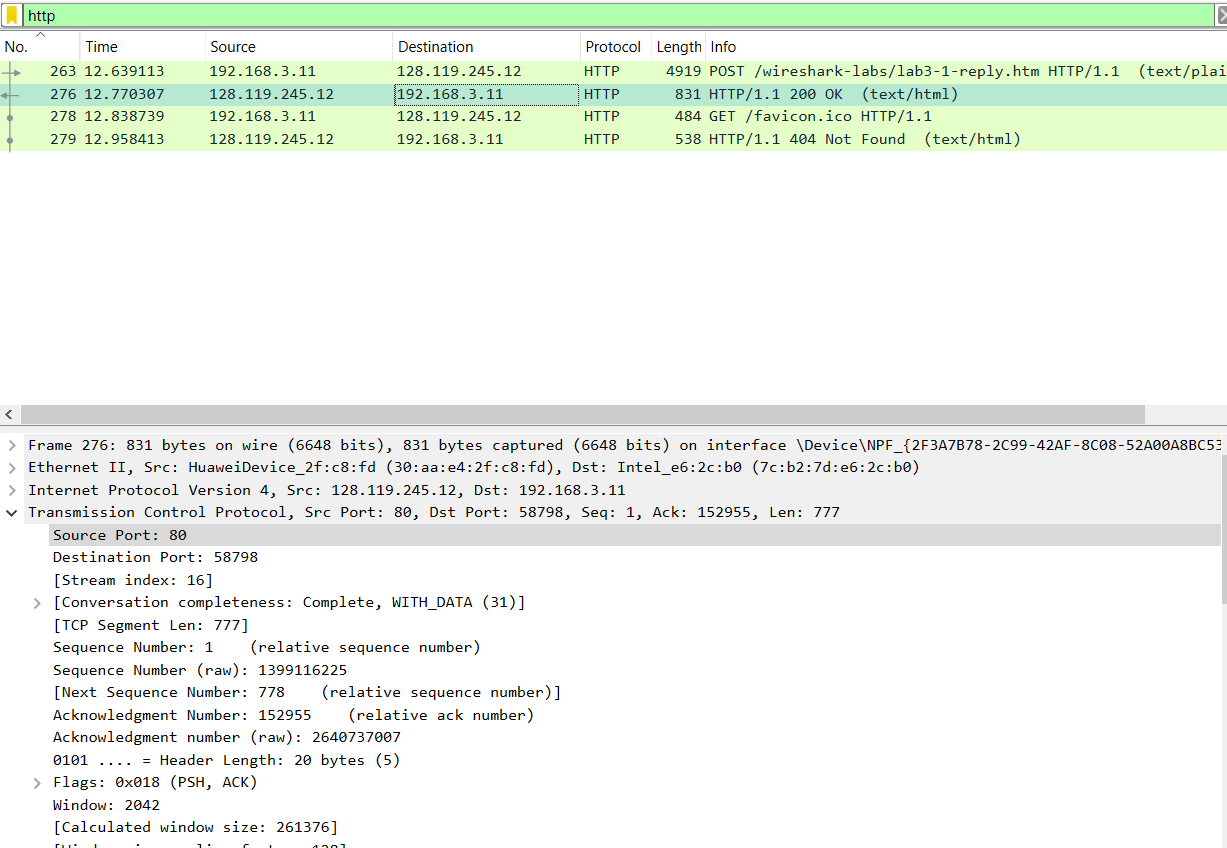 http
No. Time Source Destination Protocol Length Info
263 12.639113 192.168.3.11 128.119.245.12 HTTP 4919 POST /wireshark-labs/lab3-1-reply.htm HTTP/1.1 (text/plai
276 12.770307 128.119.245.12 192.168.3.11 HTTP 831 HTTP/1.1 200 OK (text/html)
278 12.838739 192.168.3.11 128.119.245.12 HTTP 484 GET /favicon.ico HTTP/1.1
279 12.958413 128.119.245.12 192.168.3.11 HTTP 538 HTTP/1.1 404 Not Found (text/html)
Frame 276: 831 bytes on wire (6648 bits), 831 bytes captured (6648 bits) on interface \Device\NPF_{2F3A7B78-2C99-42AF-8C08-52A00A8BC53
Ethernet II, Src: HuaweiDevice_2f:c8:fd (30:aa:e4:2f:c8:fd), Dst: Intel_e6:2c:b0 (7c:b2:7d:e6:2c:b0)
Internet Protocol Version 4, Src: 128.119.245.12, Dst: 192.168.3.11
Transmission Control Protocol, Src Port: 80, Dst Port: 58798, Seq: 1, Ack: 152955, Len: 777
Source Port: 80
Destination Port: 58798
[Stream index: 16]
[Conversation completeness: Complete, WITH_DATA (31)]
[TCP Segment Len: 777]
Sequence Number: 1 (relative sequence number)
Sequence Number (raw): 1399116225
[Next Sequence Number: 778 (relative sequence number)]
Acknowledgment Number: 152955 (relative ack number)
Acknowledgment number (raw): 2640737007
0101 .... = Header Length: 20 bytes (5)
Flags: 0x018 (PSH, ACK)
Window: 2042
[Calculated window size: 261376]